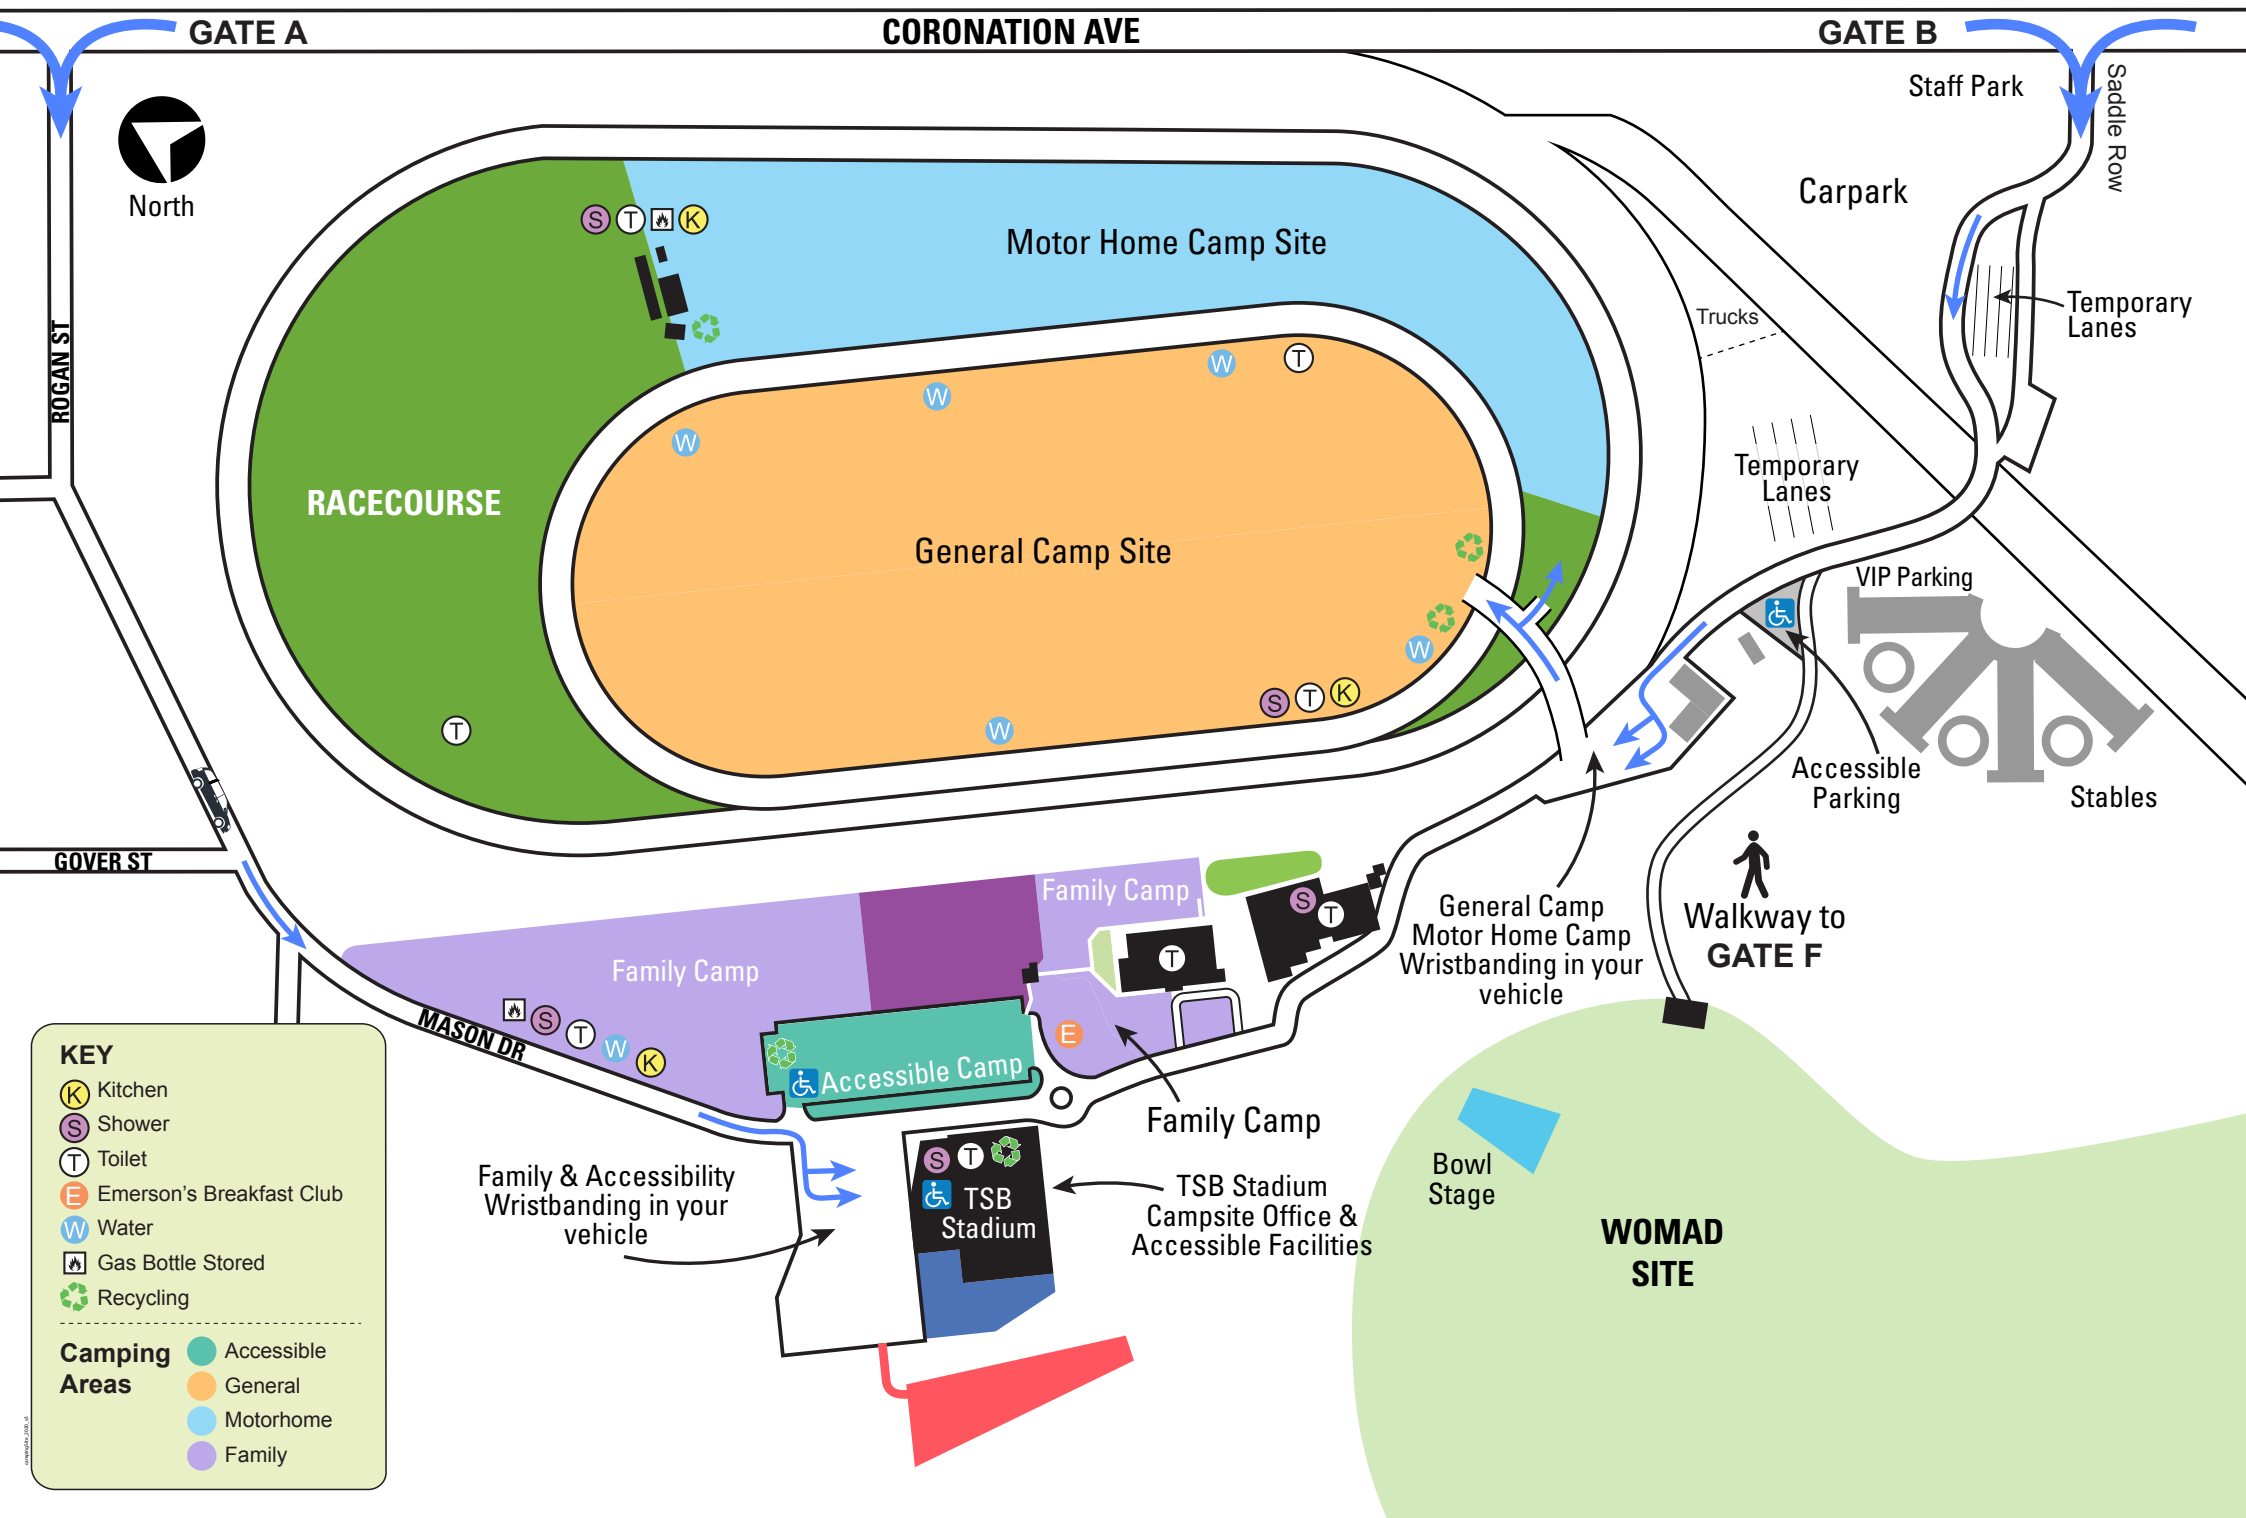 GATE A
CORONATION AVE
GATE B
Staff Park
Saddle Row
North
Carpark
S T K
Motor Home Camp Site
Temporary
Lanes
Trucks
ROGAN ST
W
W
W
T
RACECOURSE
General Camp Site
Temporary
Lanes
VIP Parking
W
S T K
T
W
Accessible
Parking
Stables
GOVER ST
Family Camp
S
T
T
General Camp
Motor Home Camp
Wristbanding in your
vehicle
Walkway to
GATE F
Family Camp
S T W K
MASON DR
E
Accessible Camp
Family Camp
KEY
K Kitchen
S Shower
T Toilet
E Emerson's Breakfast Club
W Water
Gas Bottle Stored
Recycling
Camping
Areas
Accessible
General
Motorhome
Family
Family & Accessibility
Wristbanding in your
vehicle
S T
TSB
Stadium
TSB Stadium
Campsite Office &
Accessible Facilities
Bowl
Stage
WOMAD
SITE